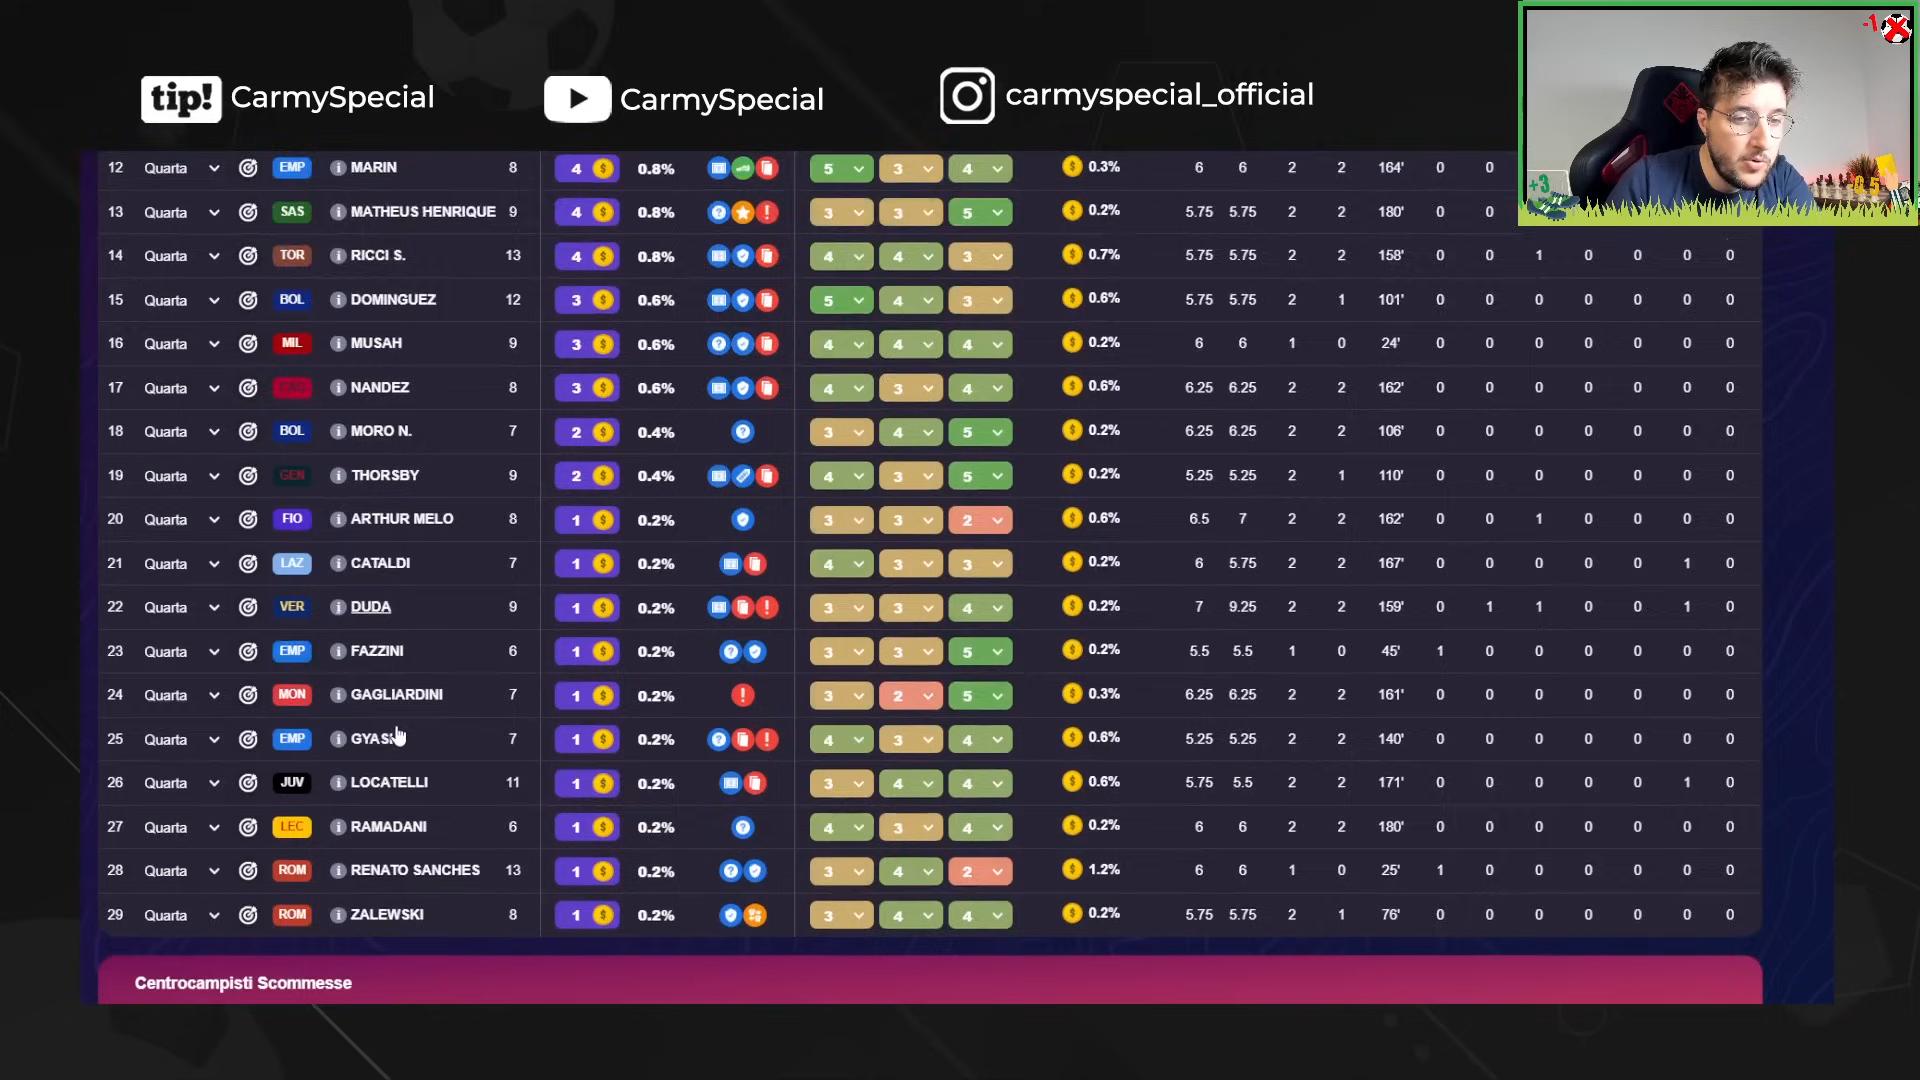 tip! CarmySpecial CarmySpecial carmyspecial_official -1
12 Quarta EMP MARIN 8 4 0.8% 5 3 4 0.3% 6 6 2 2 164' 0 0
13 Quarta SAS MATHEUS HENRIQUE 9 4 0.8% 3 3 5 0.2% 5.75 5.75 2 2 180' 0 0 +3 -0.5
14 Quarta TOR RICCI S. 13 4 0.8% 4 4 3 0.7% 5.75 5.75 2 2 158' 0 0 1 0 0 0 0
15 Quarta BOL DOMINGUEZ 12 3 0.6% 5 4 3 0.6% 5.75 5.75 2 1 101' 0 0 0 0 0 0 0
16 Quarta MIL MUSAH 9 3 0.6% 4 4 4 0.2% 6 6 1 0 24' 0 0 0 0 0 0 0
17 Quarta CAG NANDEZ 8 3 0.6% 4 3 4 0.6% 6.25 6.25 2 2 162' 0 0 0 0 0 0 0
18 Quarta BOL MORO N. 7 2 0.4% 3 4 5 0.2% 6.25 6.25 2 2 106' 0 0 0 0 0 0 0
19 Quarta GEN THORSBY 9 2 0.4% 4 3 5 0.2% 5.25 5.25 2 1 110' 0 0 0 0 0 0 0
20 Quarta FIO ARTHUR MELO 8 1 0.2% 3 3 2 0.6% 6.5 7 2 2 162' 0 0 1 0 0 0 0
21 Quarta LAZ CATALDI 7 1 0.2% 4 3 3 0.2% 6 5.75 2 2 167' 0 0 0 0 0 1 0
22 Quarta VER DUDA 9 1 0.2% 3 3 4 0.2% 7 9.25 2 2 159' 0 1 1 0 0 1 0
23 Quarta EMP FAZZINI 6 1 0.2% 3 3 5 0.2% 5.5 5.5 1 0 45' 1 0 0 0 0 0 0
24 Quarta MON GAGLIARDINI 7 1 0.2% 3 2 5 0.3% 6.25 6.25 2 2 161' 0 0 0 0 0 0 0
25 Quarta EMP GYASI 7 1 0.2% 4 3 4 0.6% 5.25 5.25 2 2 140' 0 0 0 0 0 0 0
26 Quarta JUV LOCATELLI 11 1 0.2% 3 4 4 0.6% 5.75 5.5 2 2 171' 0 0 0 0 0 1 0
27 Quarta LEC RAMADANI 6 1 0.2% 4 3 4 0.2% 6 6 2 2 180' 0 0 0 0 0 0 0
28 Quarta ROM RENATO SANCHES 13 1 0.2% 3 4 2 1.2% 6 6 1 0 25' 1 0 0 0 0 0 0
29 Quarta ROM ZALEWSKI 8 1 0.2% 3 4 4 0.2% 5.75 5.75 2 1 76' 0 0 0 0 0 0 0
Centrocampisti Scommesse